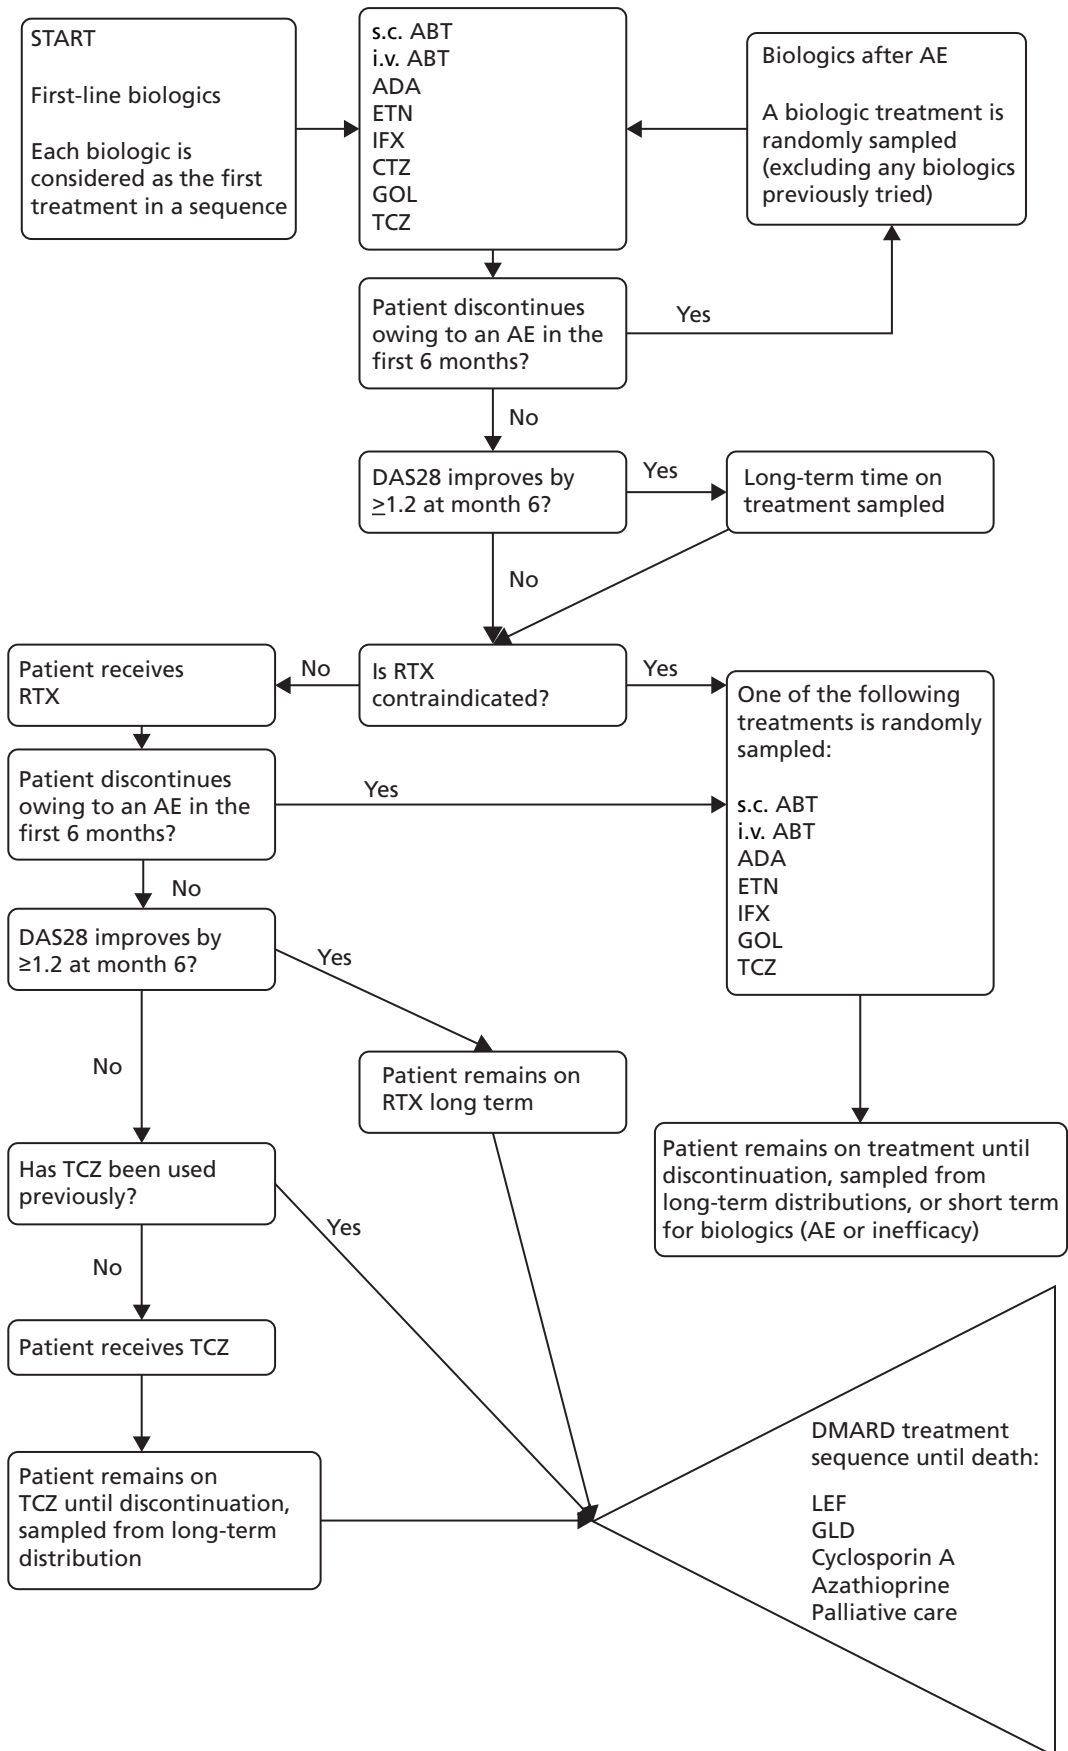 START
First-line biologics
Each biologic is
considered as the first
treatment in a sequence
s.c. ABT
i.v. ABT
ADA
ETN
IFX
CTZ
GOL
TCZ
Biologics after AE
A biologic treatment is
randomly sampled
(excluding any biologics
previously tried)
Patient discontinues
owing to an AE in the
first 6 months?
Yes
No
DAS28 improves by
≥1.2 at month 6?
Yes
Long-term time on
treatment sampled
No
Is RTX
contraindicated?
No
Yes
Patient receives
RTX
One of the following
treatments is randomly
sampled:
s.c. ABT
i.v. ABT
ADA
ETN
IFX
GOL
TCZ
Patient discontinues
owing to an AE in the
first 6 months?
Yes
No
DAS28 improves by
≥1.2 at month 6?
Yes
No
Patient remains on
RTX long term
Patient remains on treatment until
discontinuation, sampled from
long-term distributions, or short term
for biologics (AE or inefficacy)
Has TCZ been used
previously?
Yes
No
Patient receives TCZ
Patient remains on
TCZ until discontinuation,
sampled from long-term
distribution
DMARD treatment
sequence until death:
LEF
GLD
Cyclosporin A
Azathioprine
Palliative care